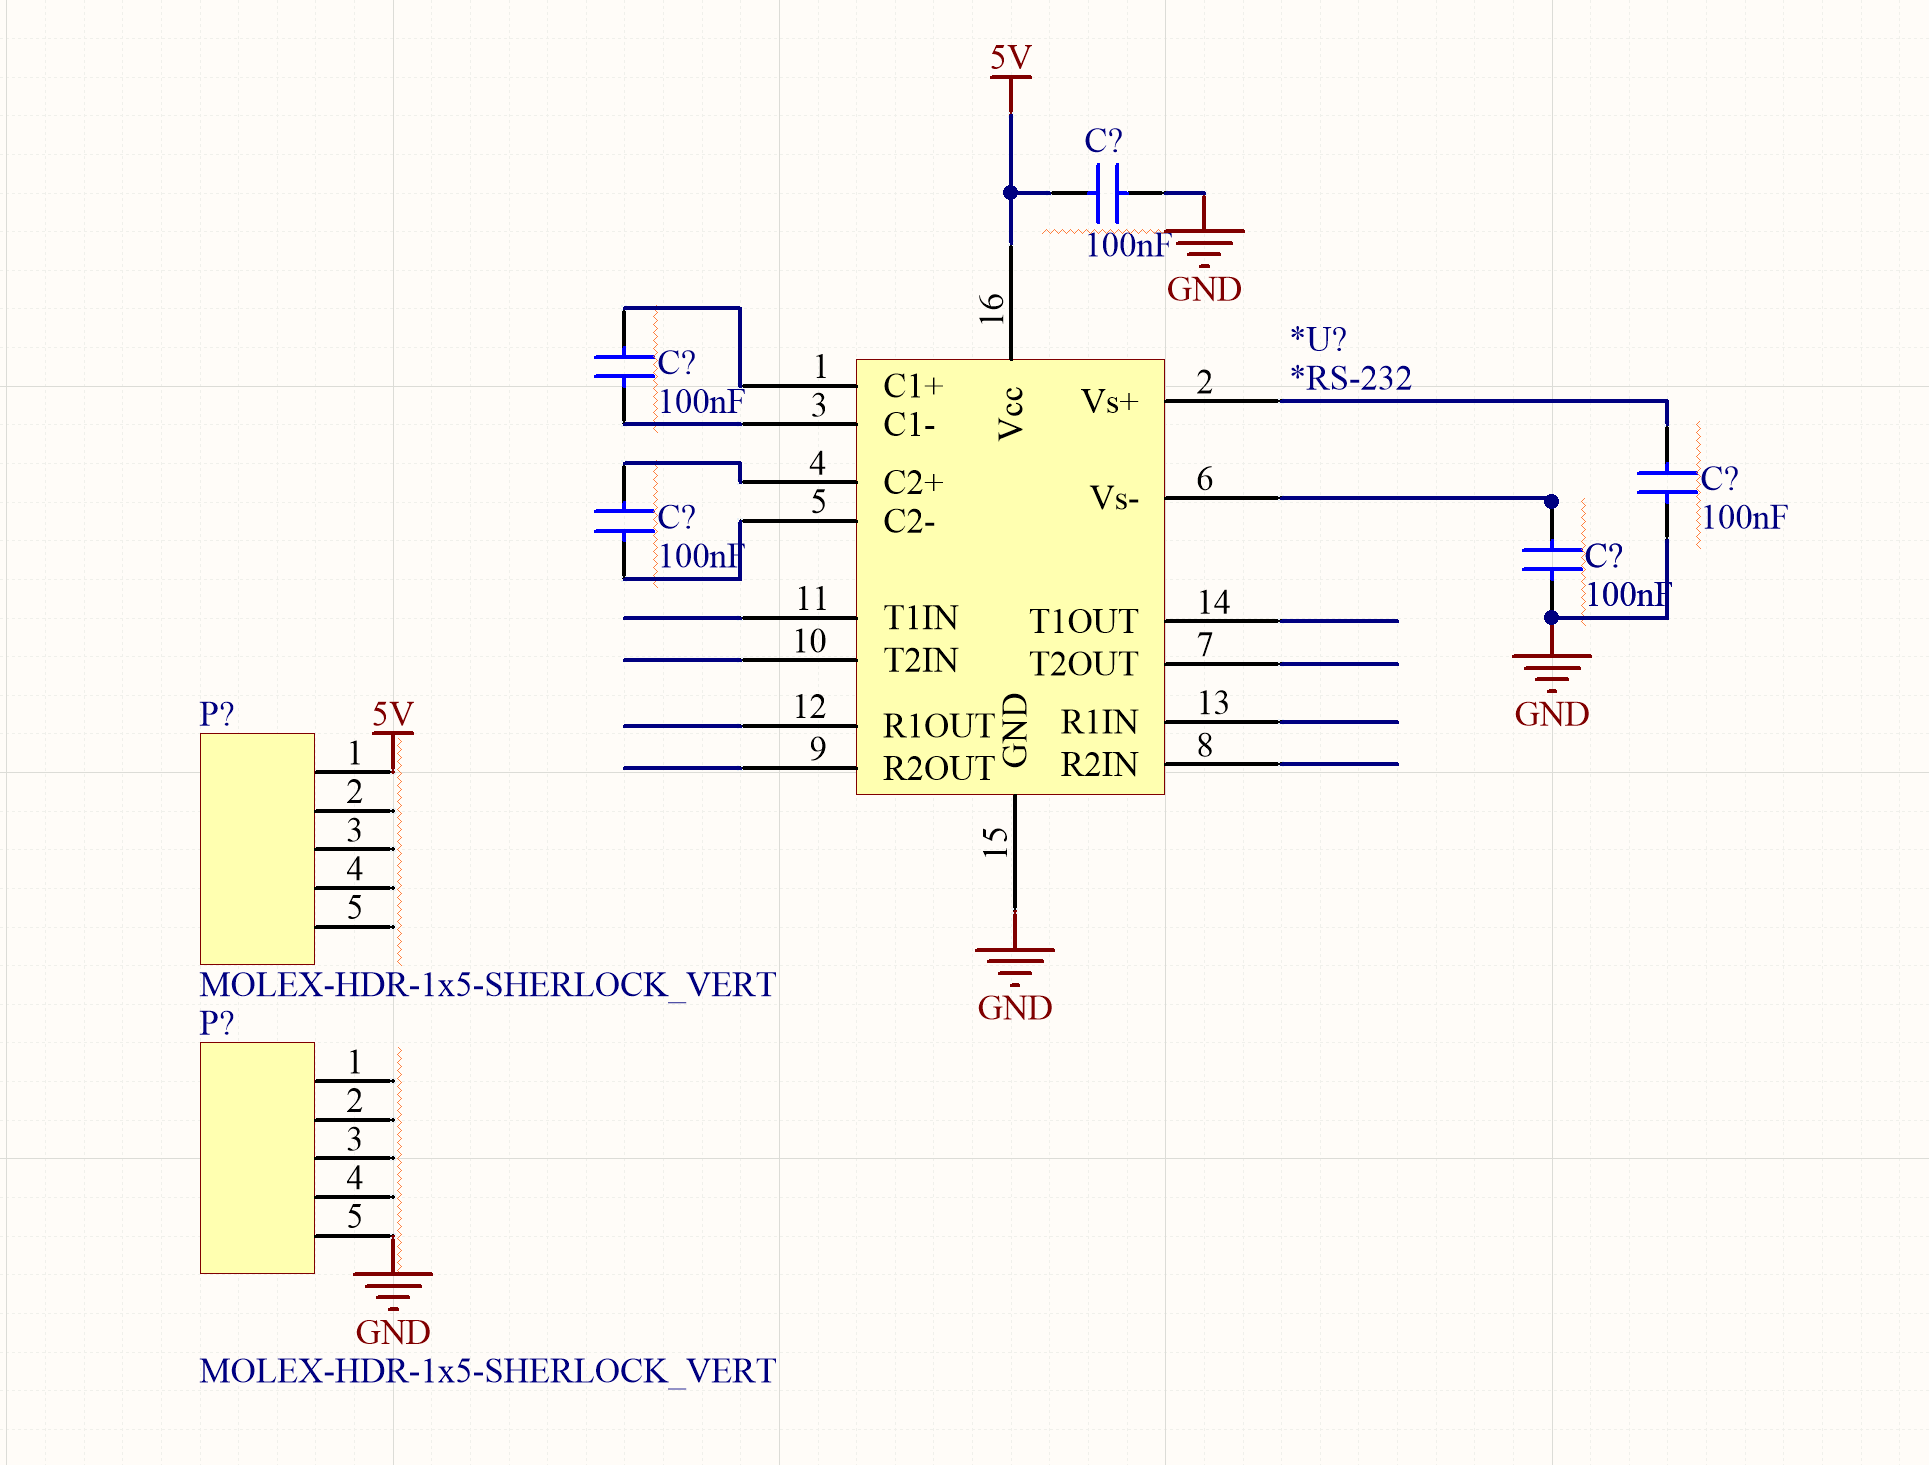 5V
C?
100nF
GND
16
*U?
*RS-232
C?
100nF
1
3
C1+
C1-
Vcc
Vs+
2
4
5
C2+
C2-
Vs-
6
C?
100nF
C?
100nF
C?
100nF
GND
11
10
T1IN
T2IN
T1OUT
T2OUT
14
7
12
9
R1OUT
R2OUT
GND
R1IN
R2IN
13
8
15
GND
P?
5V
1
2
3
4
5
MOLEX-HDR-1x5-SHERLOCK_VERT
P?
1
2
3
4
5
GND
MOLEX-HDR-1x5-SHERLOCK_VERT